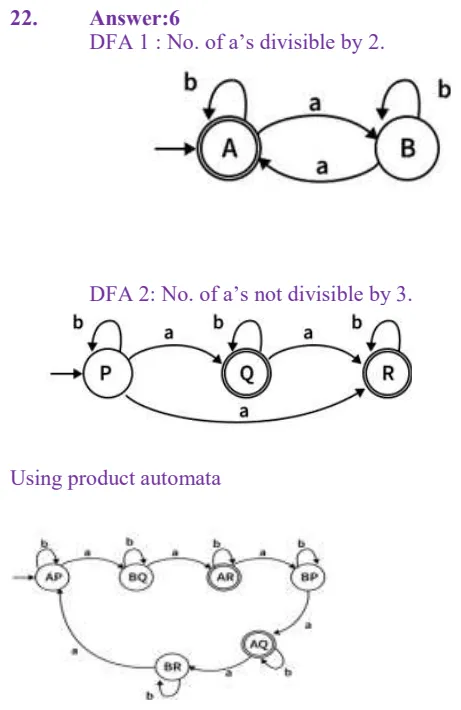 22. Answer:6
DFA 1 : No. of a's divisible by 2.
b
b
a
A
B
a
DFA 2: No. of a's not divisible by 3.
b
b
b
a
a
P
Q
R
a
Using product automata
b
b
b
b
a
a
a
AP
BQ
AR
BP
a
AQ
a
a
BR
b
b